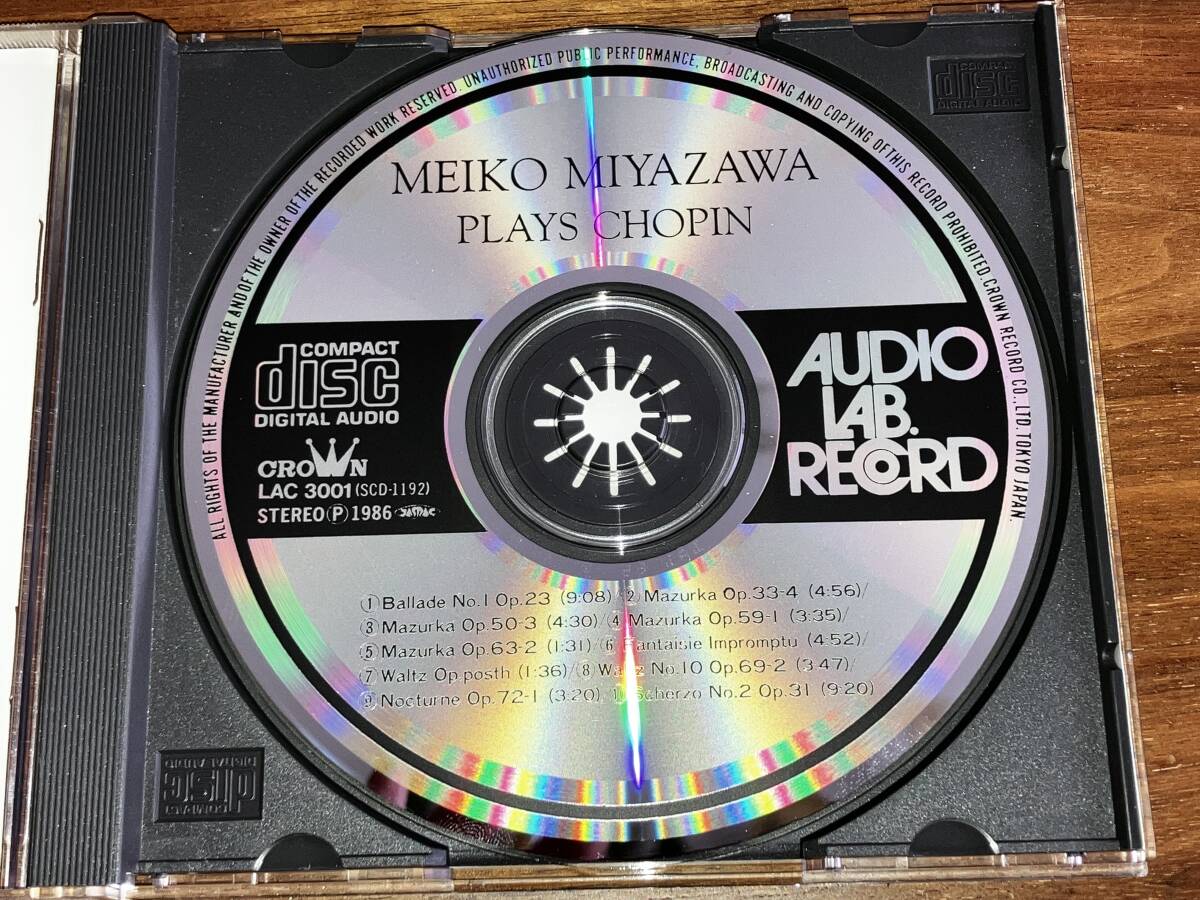 ALL RIGHTS OF THE MANUFACTURER AND OF THE OWNER OF THE RECORDED WORK RESERVED. UNAUTHORIZED PUBLIC PERFORMANCE, BROADCASTING AND COPYING OF THIS RECORD PROHIBITED. CROWN RECORD CO., LTD. TOKYO JAPAN.
COMPACT
disc
DIGITAL AUDIO
MEIKO MIYAZAWA
PLAYS CHOPIN
COMPACT
disc
DIGITAL AUDIO
AUDIO
LAB.
RECORD
CROWN
LAC 3001 (SCD-1192)
STEREO Ⓟ 1986 JASRAC
① Ballade No.1 Op.23 (9:08)/② Mazurka Op.33-4 (4:56)/
③ Mazurka Op.50-3 (4:30)/④ Mazurka Op.59-1 (3:35)/
⑤ Mazurka Op.63-2 (1:31)/⑥ Fantaisie Impromptu (4:52)/
⑦ Waltz Op.posth (1:36)/⑧ Waltz No.10 Op.69-2 (3:47)/
⑨ Nocturne Op.72-1 (3:20)/⑩ Scherzo No.2 Op.31 (9:20)
COMPACT
disc
DIGITAL AUDIO